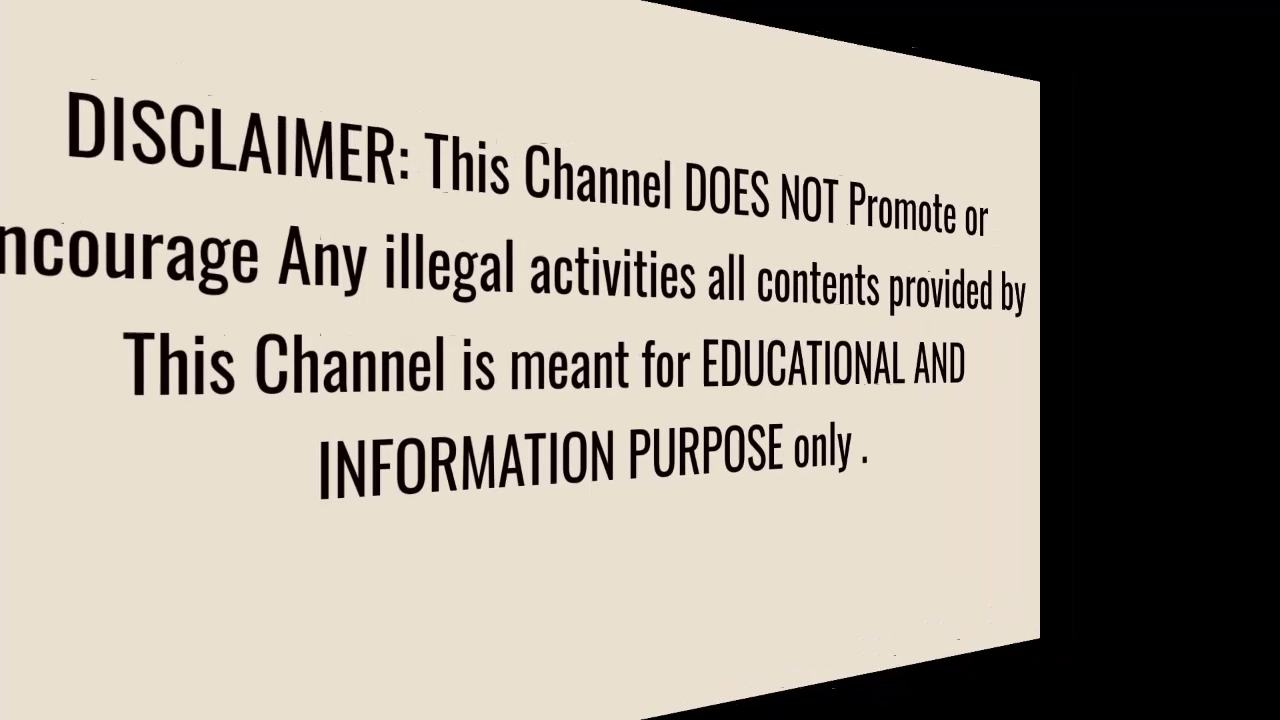 DISCLAIMER: This Channel DOES NOT Promote or
ncourage Any illegal activities all contents provided by
This Channel is meant for EDUCATIONAL AND
INFORMATION PURPOSE only .